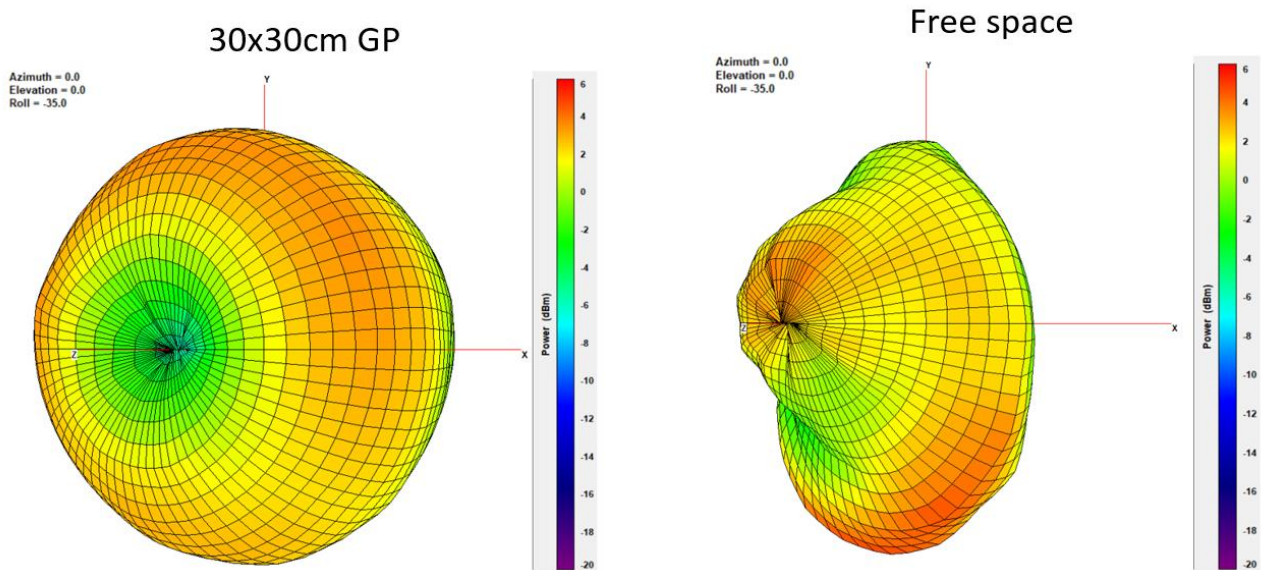 30x30cm GP
Azimuth = 0.0
Elevation = 0.0
Roll = -35.0
Y
Z
X
Power (dBm)
6
4
2
0
-2
-4
-6
-8
-10
-12
-14
-16
-18
-20
Free space
Azimuth = 0.0
Elevation = 0.0
Roll = -35.0
Y
Z
X
Power (dBm)
6
4
2
0
-2
-4
-6
-8
-10
-12
-14
-16
-18
-20